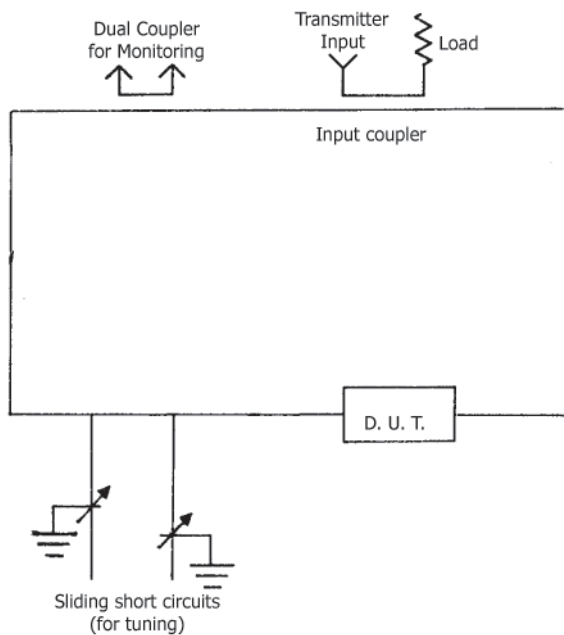 Dual Coupler
for Monitoring
Transmitter
Input
Load
Input coupler
D. U. T.
Sliding short circuits
(for tuning)